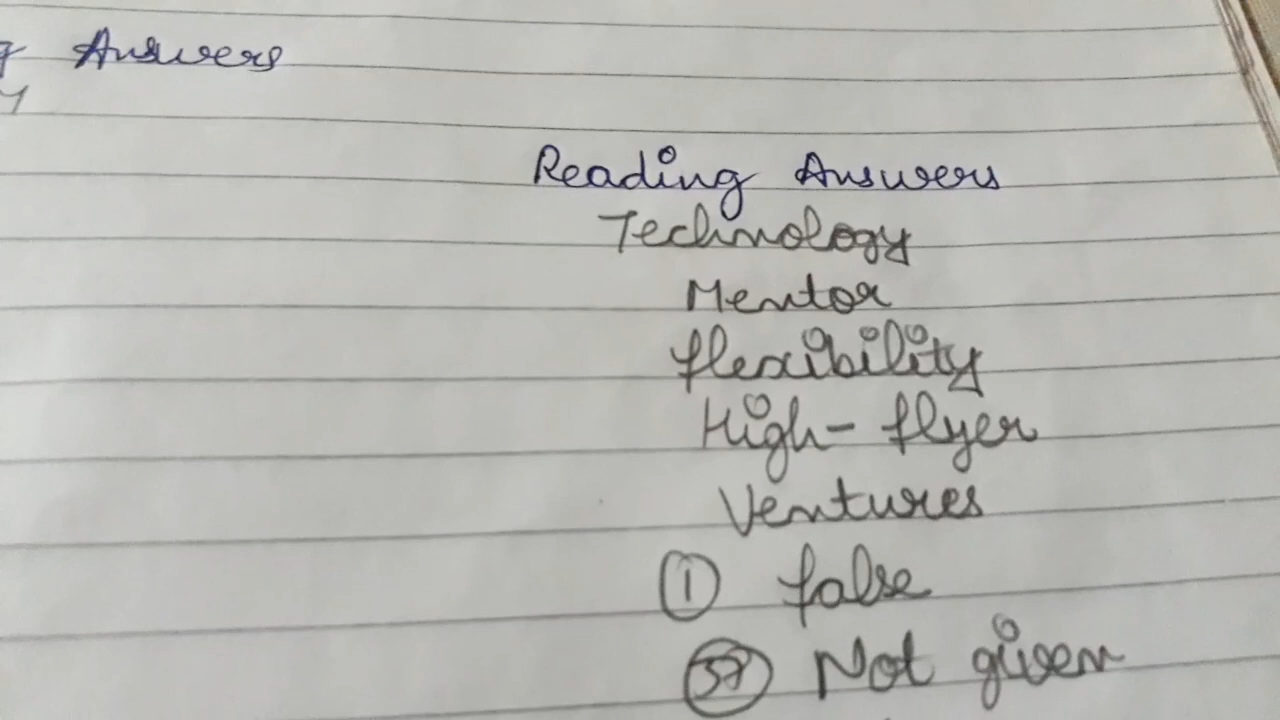 Answers
Reading Answers
Technology
Mentor
flexibility
High-flyer
Ventures
① false
Not given